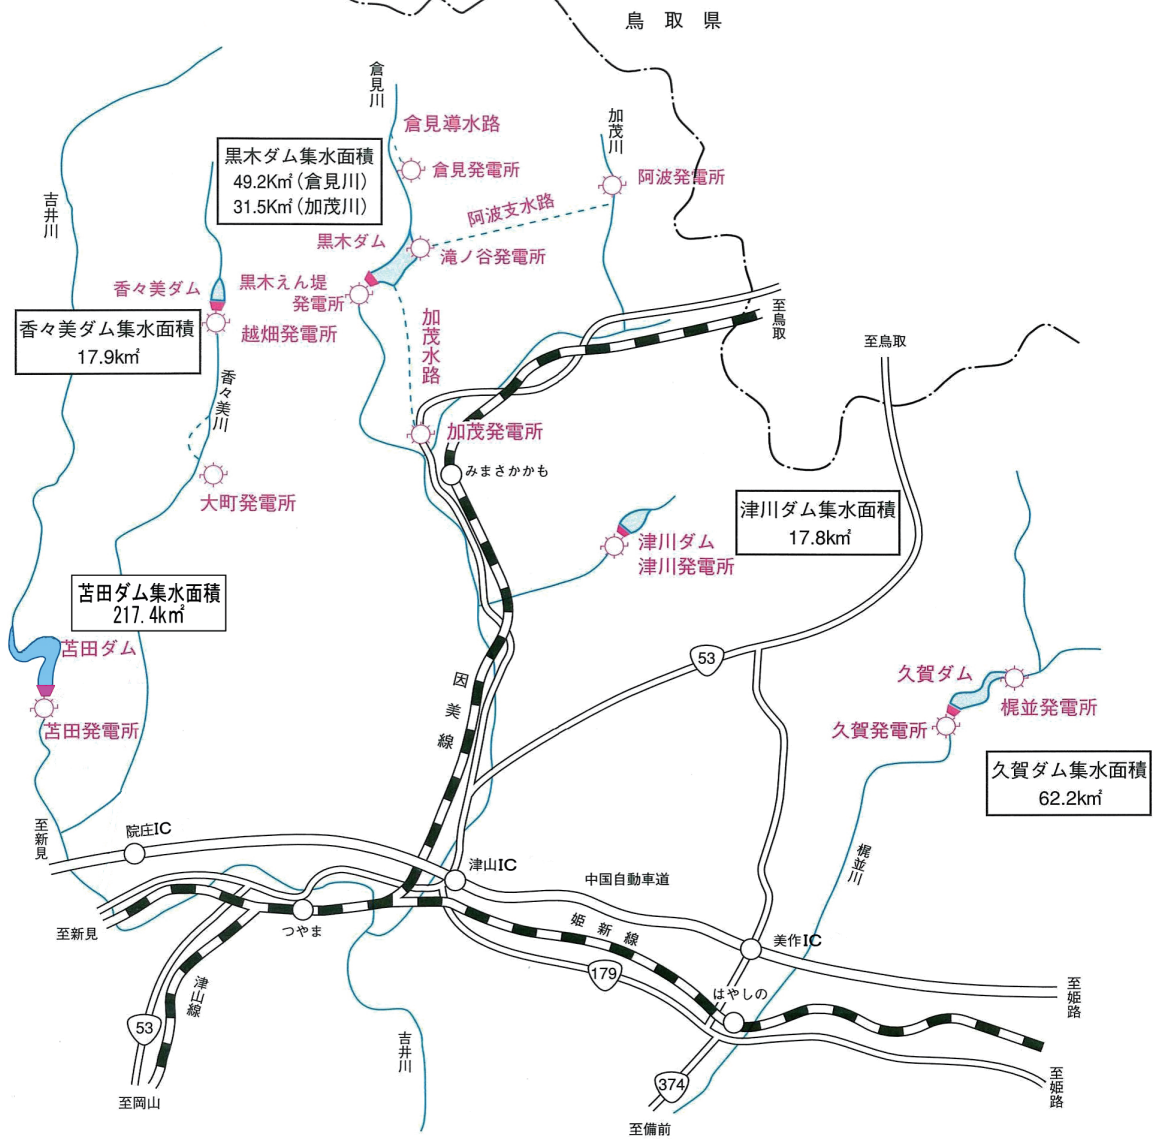 鳥取県
倉見川
倉見導水路
加茂川
黒木ダム集水面積
49.2K㎡(倉見川)
31.5K㎡(加茂川)
倉見発電所
阿波発電所
吉井川
阿波支水路
黒木ダム
滝ノ谷発電所
香々美ダム
黒木えん堤
発電所
越畑発電所
至鳥取
香々美ダム集水面積
17.9k㎡
加茂水路
至鳥取
香々美川
加茂発電所
みまさかかも
大町発電所
津川ダム集水面積
17.8k㎡
津川ダム
津川発電所
苫田ダム集水面積
217.4k㎡
苫田ダム
53
因美線
久賀ダム
梶並発電所
苫田発電所
久賀発電所
久賀ダム集水面積
62.2k㎡
至新見
院庄IC
津山IC
中国自動車道
梶並川
至新見
つやま
姫新線
美作IC
津山線
179
はやしの
至姫路
53
吉井川
至姫路
374
至岡山
至備前